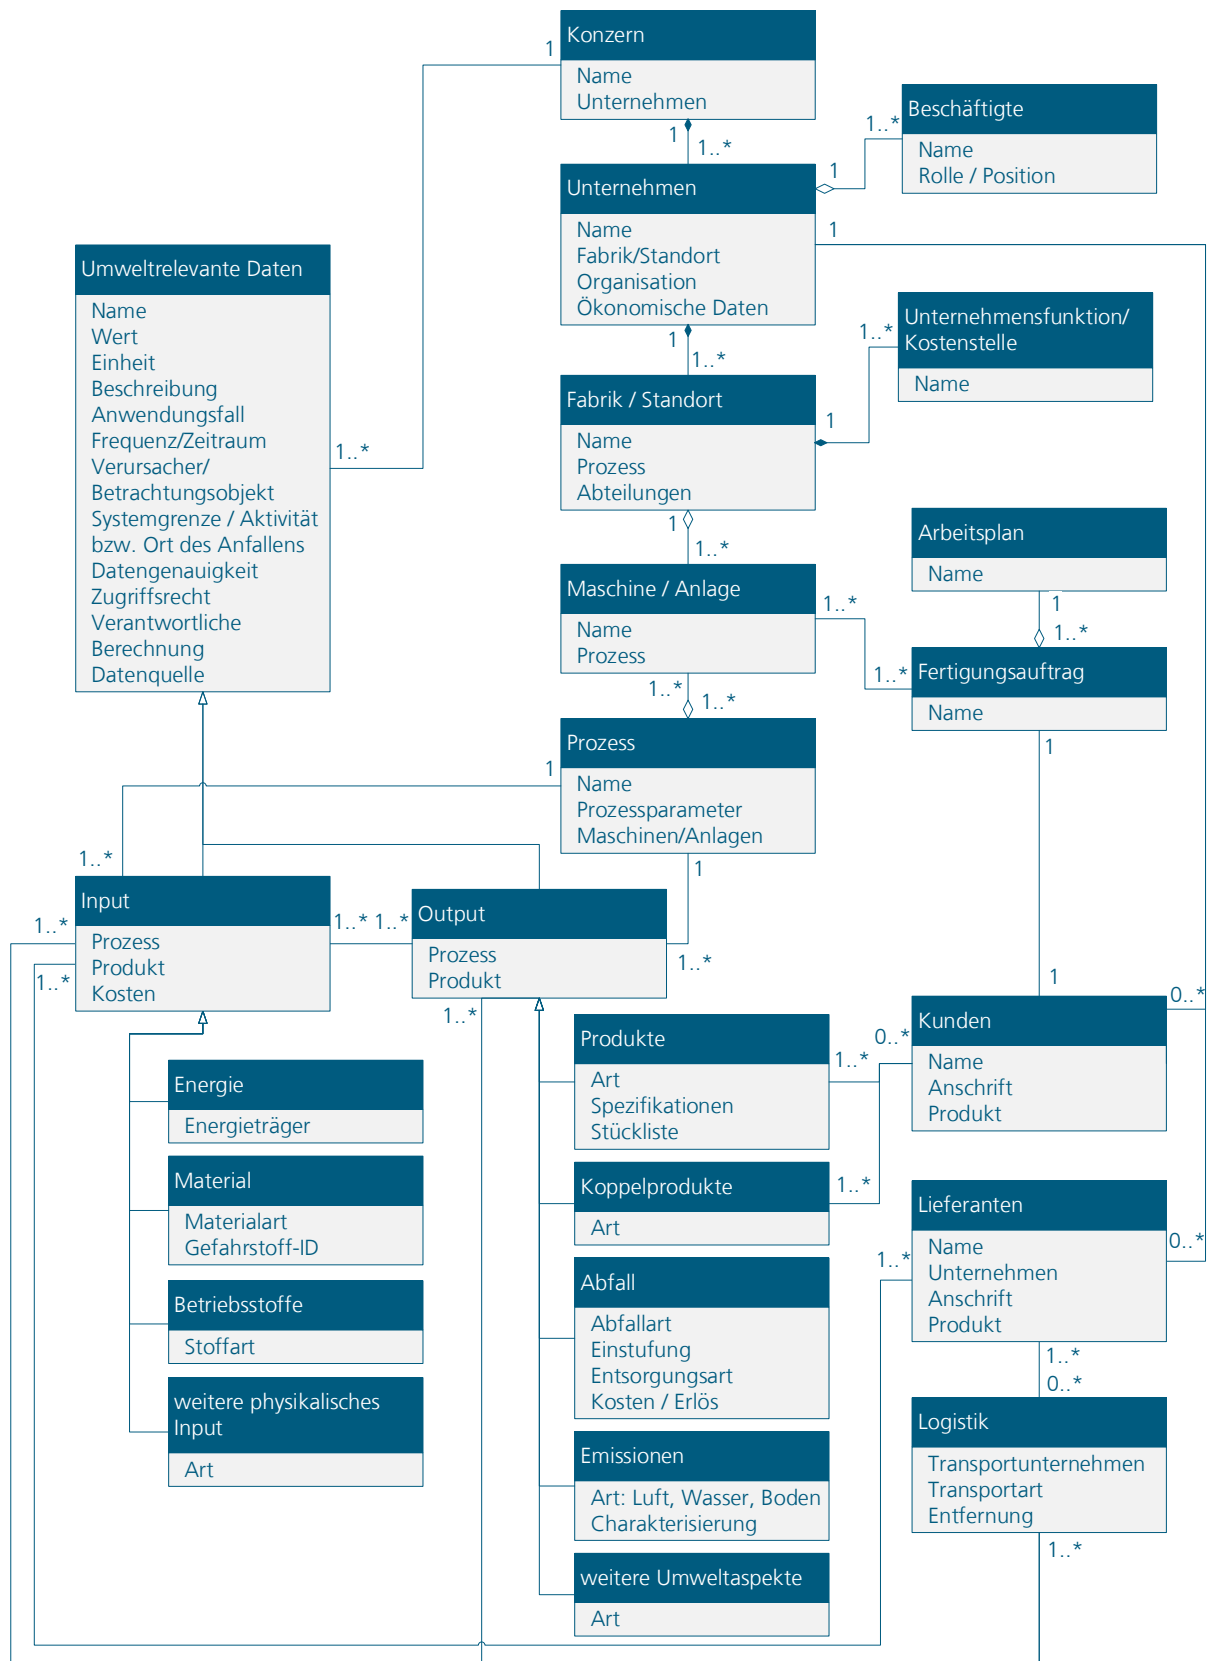 Konzern
Name
Unternehmen
1
1
1..*
Beschäftigte
Name
Rolle / Position
1..*
1
Unternehmen
Name
Fabrik/Standort
Organisation
Ökonomische Daten
1
1
1..*
Umweltrelevante Daten
Name
Wert
Einheit
Beschreibung
Anwendungsfall
Frequenz/Zeitraum
Verursacher/
Betrachtungsobjekt
Systemgrenze / Aktivität
bzw. Ort des Anfallens
Datengenauigkeit
Zugriffsrecht
Verantwortliche
Berechnung
Datenquelle
1..*
Unternehmensfunktion/
Kostenstelle
Name
1..*
1
Fabrik / Standort
Name
Prozess
Abteilungen
1
1..*
Arbeitsplan
Name
1
1..*
Maschine / Anlage
Name
Prozess
1..*
1..*
1..*
1..*
Fertigungsauftrag
Name
1
Prozess
Name
Prozessparameter
Maschinen/Anlagen
1
1
1..*
Input
Prozess
Produkt
Kosten
1..*
1..*
1..*
1..*
Output
Prozess
Produkt
1..*
1..*
1
0..*
Kunden
Name
Anschrift
Produkt
0..*
1..*
Produkte
Art
Spezifikationen
Stückliste
Energie
Energieträger
Material
Materialart
Gefahrstoff-ID
Koppelprodukte
Art
1..*
Lieferanten
Name
Unternehmen
Anschrift
Produkt
0..*
1..*
1..*
0..*
Abfall
Abfallart
Einstufung
Entsorgungsart
Kosten / Erlös
Betriebsstoffe
Stoffart
weitere physikalisches
Input
Art
Logistik
Transportunternehmen
Transportart
Entfernung
1..*
Emissionen
Art: Luft, Wasser, Boden
Charakterisierung
weitere Umweltaspekte
Art